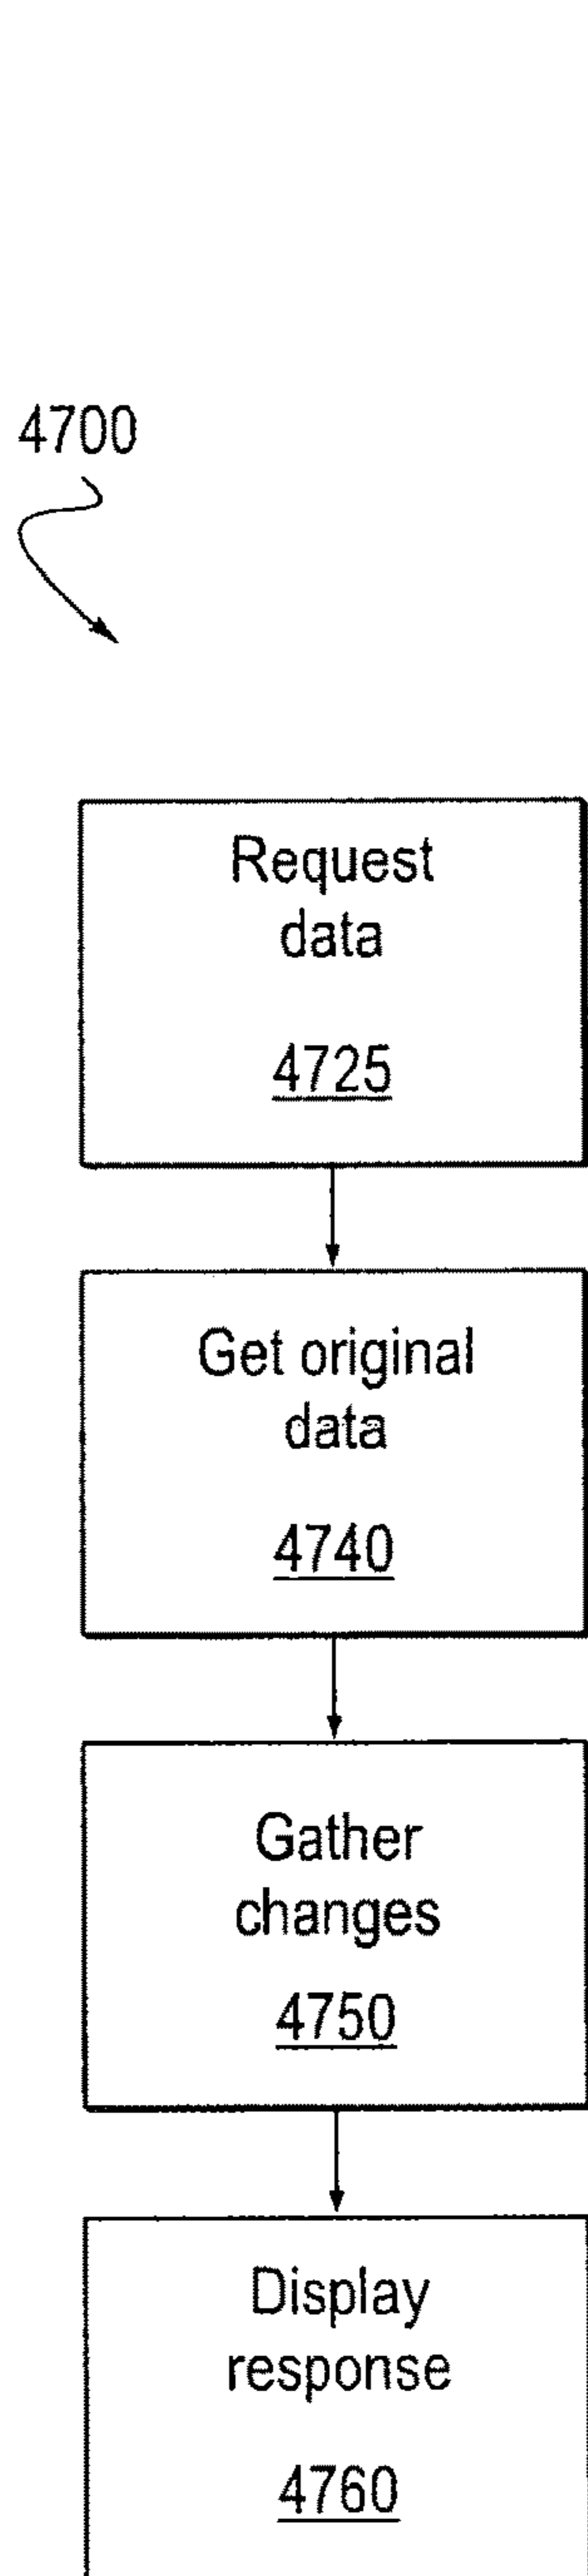 4700
Request
data
4725
Get original
data
4740
Gather
changes
4750
Display
response
4760